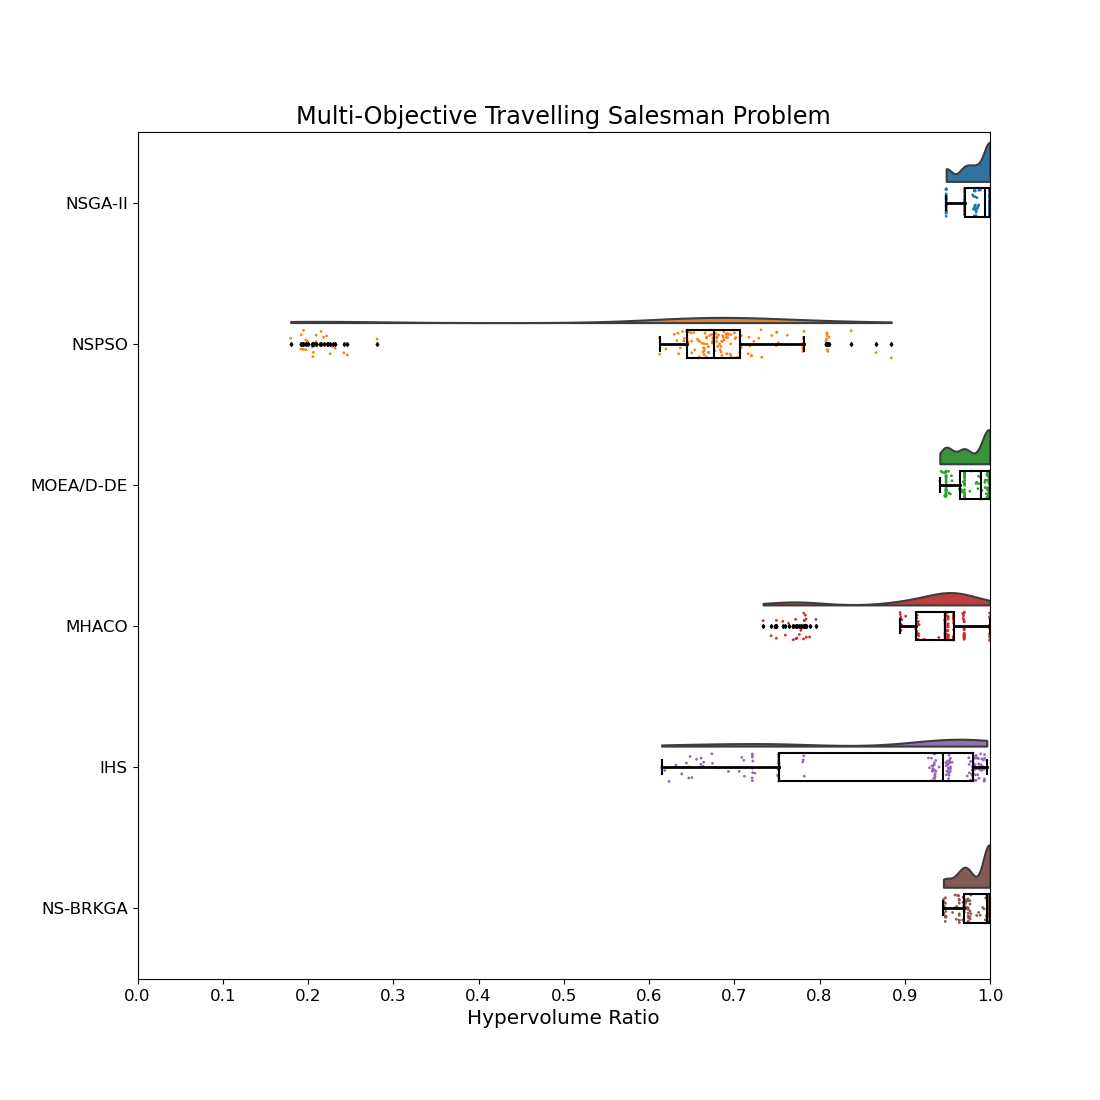 Multi-Objective Travelling Salesman Problem
NSGA-II
NSPSO
MOEA/D-DE
MHACO
IHS
NS-BRKGA
0.0 0.1 0.2 0.3 0.4 0.5 0.6 0.7 0.8 0.9 1.0
Hypervolume Ratio